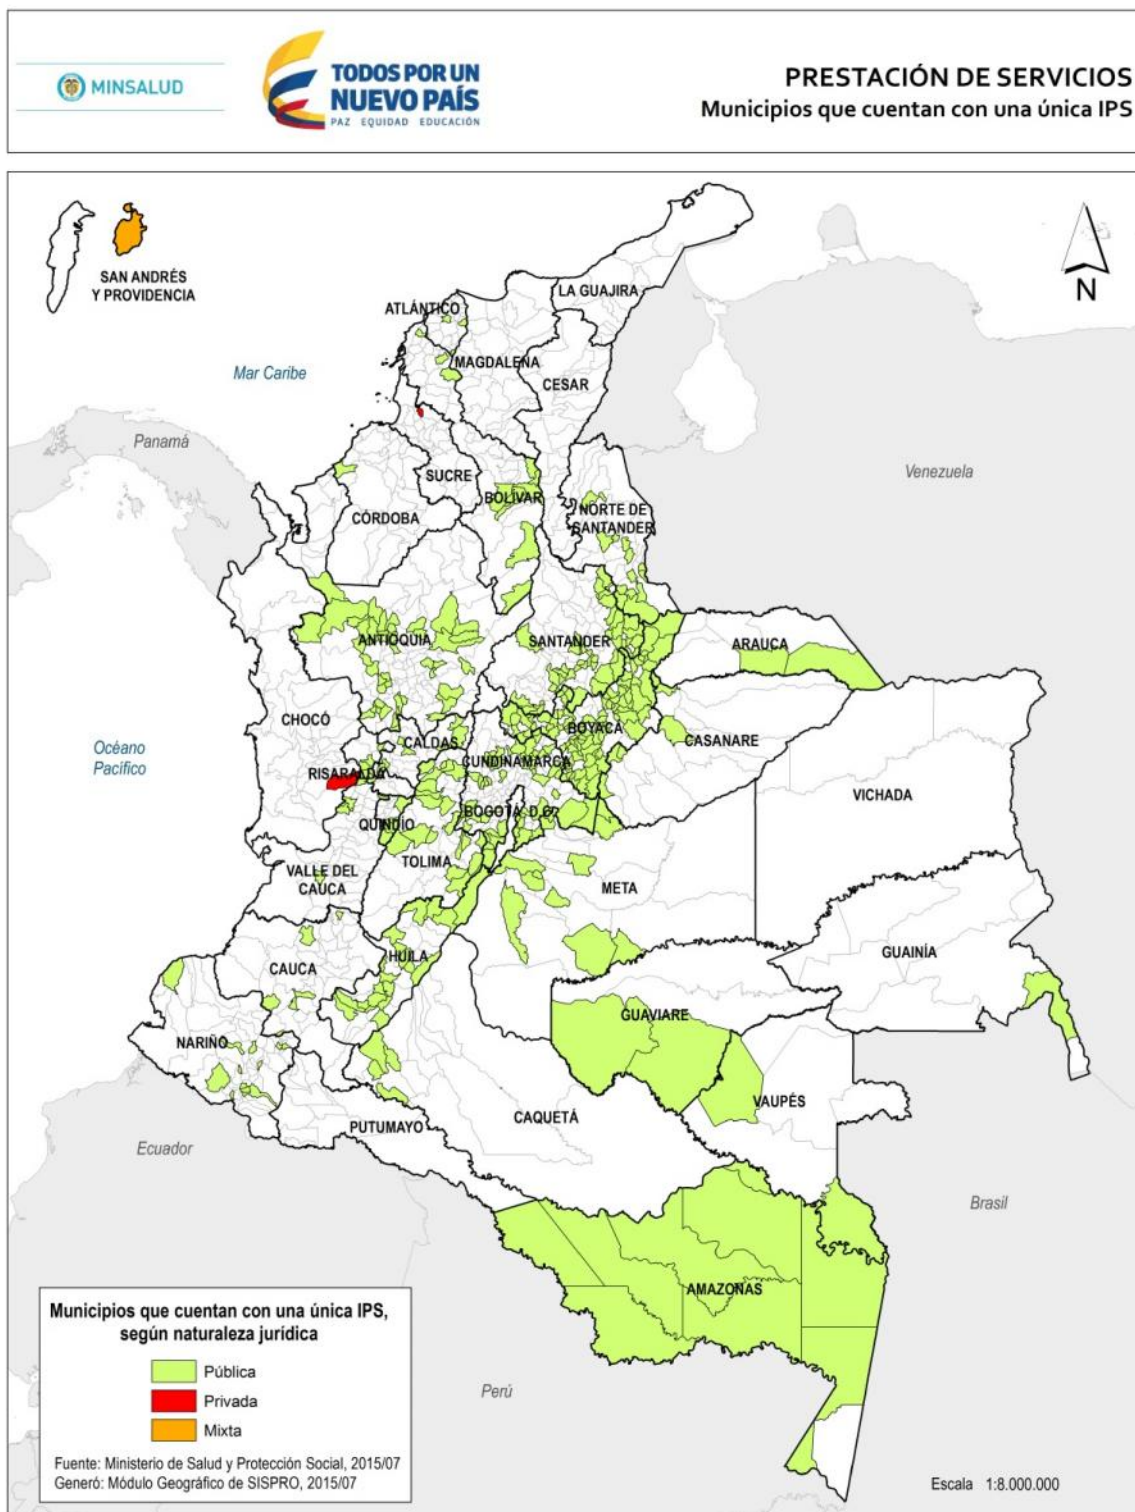 MINSALUD
TODOS POR UN
NUEVO PAÍS
PAZ EQUIDAD EDUCACIÓN
PRESTACIÓN DE SERVICIOS
Municipios que cuentan con una única IPS
SAN ANDRÉS
Y PROVIDENCIA
N
LA GUAJIRA
ATLÁNTICO
MAGDALENA
Mar Caribe
CESAR
Panamá
Venezuela
SUCRE
BOLÍVAR
CÓRDOBA
NORTE DE
SANTANDER
ANTIOQUIA
SANTANDER
ARAUCA
CHOCÓ
BOYACÁ
CALDAS
CASANARE
Océano
Pacífico
CUNDINAMARCA
RISARALDA
VICHADA
BOGOTÁ D.C.
QUINDÍO
TOLIMA
VALLE DEL
CAUCA
META
GUAINÍA
HUILA
CAUCA
GUAVIARE
NARIÑO
VAUPÉS
CAQUETÁ
PUTUMAYO
Ecuador
Brasil
AMAZONAS
Perú
Municipios que cuentan con una única IPS,
según naturaleza jurídica
Pública
Privada
Mixta
Fuente: Ministerio de Salud y Protección Social, 2015/07
Generó: Módulo Geográfico de SISPRO, 2015/07
Escala 1:8.000.000